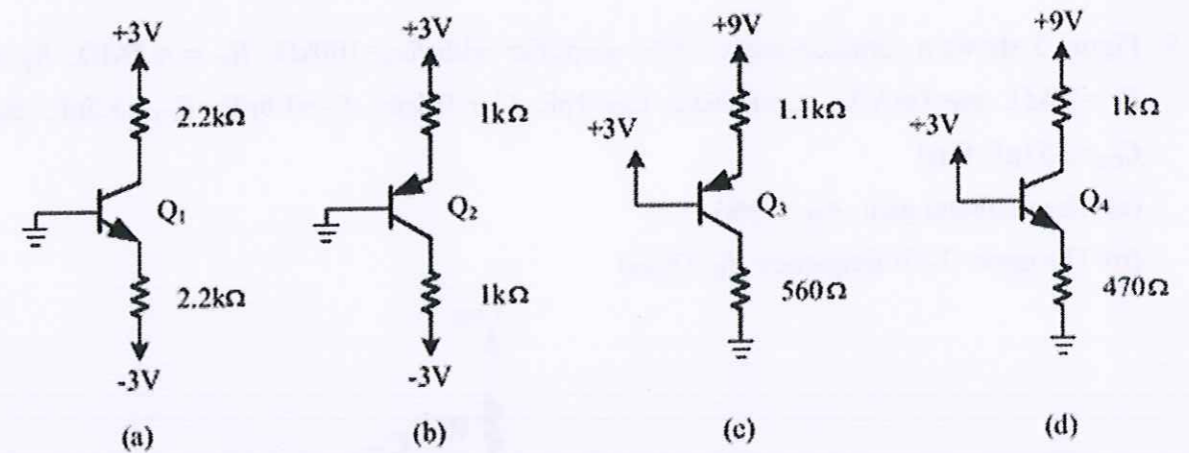 +3V +3V +9V +9V
2.2kΩ 1kΩ 1.1kΩ 1kΩ
+3V +3V
Q₁ Q₂ Q₃ Q₄
2.2kΩ 1kΩ 560Ω 470Ω
-3V -3V
(a) (b) (c) (d)